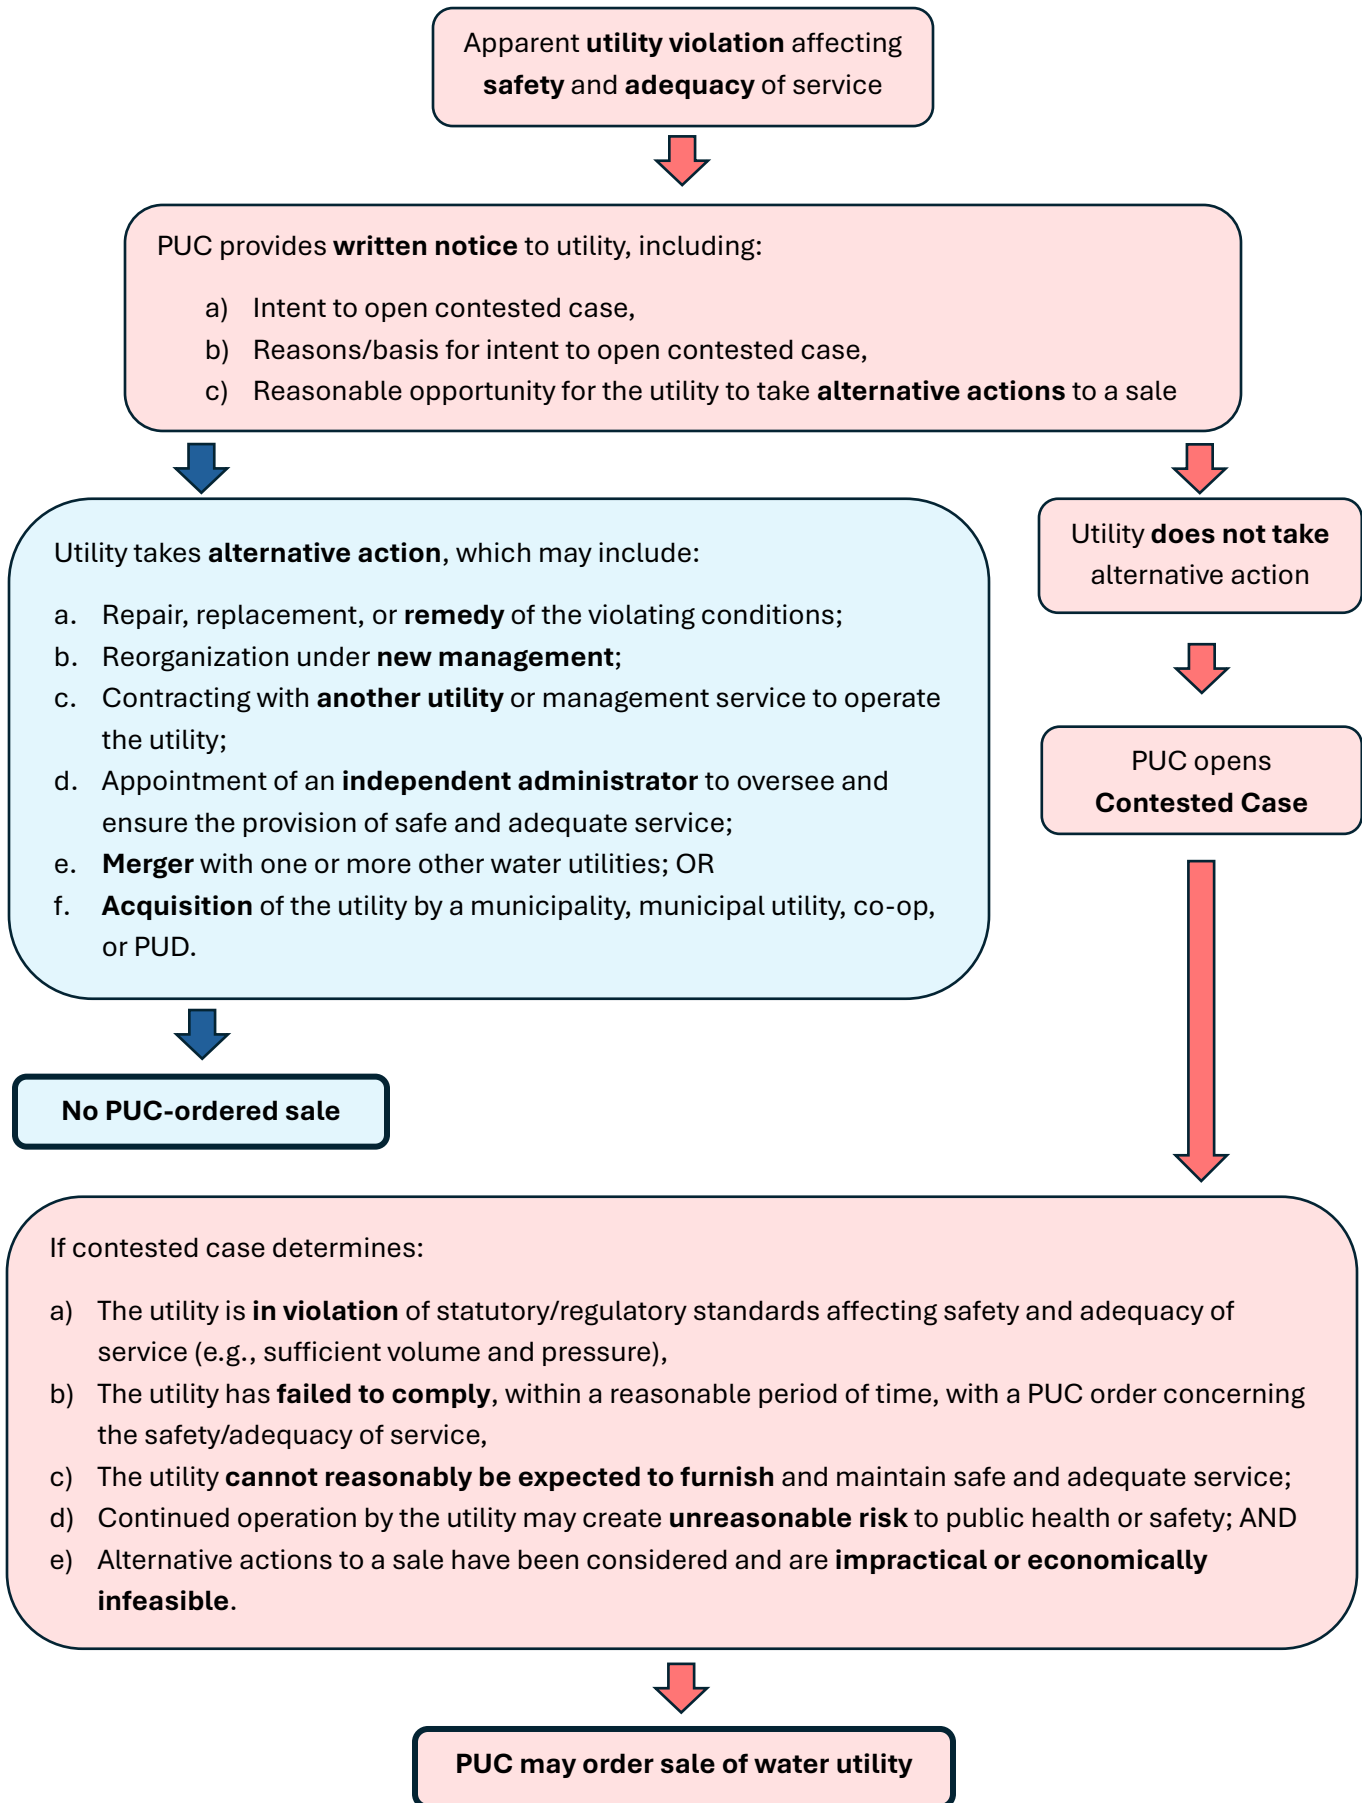 Apparent utility violation affecting
safety and adequacy of service
PUC provides written notice to utility, including:
a) Intent to open contested case,
b) Reasons/basis for intent to open contested case,
c) Reasonable opportunity for the utility to take alternative actions to a sale
Utility takes alternative action, which may include:
a. Repair, replacement, or remedy of the violating conditions;
b. Reorganization under new management;
c. Contracting with another utility or management service to operate
the utility;
d. Appointment of an independent administrator to oversee and
ensure the provision of safe and adequate service;
e. Merger with one or more other water utilities; OR
f. Acquisition of the utility by a municipality, municipal utility, co-op,
or PUD.
No PUC-ordered sale
Utility does not take
alternative action
PUC opens
Contested Case
If contested case determines:
a) The utility is in violation of statutory/regulatory standards affecting safety and adequacy of
service (e.g., sufficient volume and pressure),
b) The utility has failed to comply, within a reasonable period of time, with a PUC order concerning
the safety/adequacy of service,
c) The utility cannot reasonably be expected to furnish and maintain safe and adequate service;
d) Continued operation by the utility may create unreasonable risk to public health or safety; AND
e) Alternative actions to a sale have been considered and are impractical or economically
infeasible.
PUC may order sale of water utility